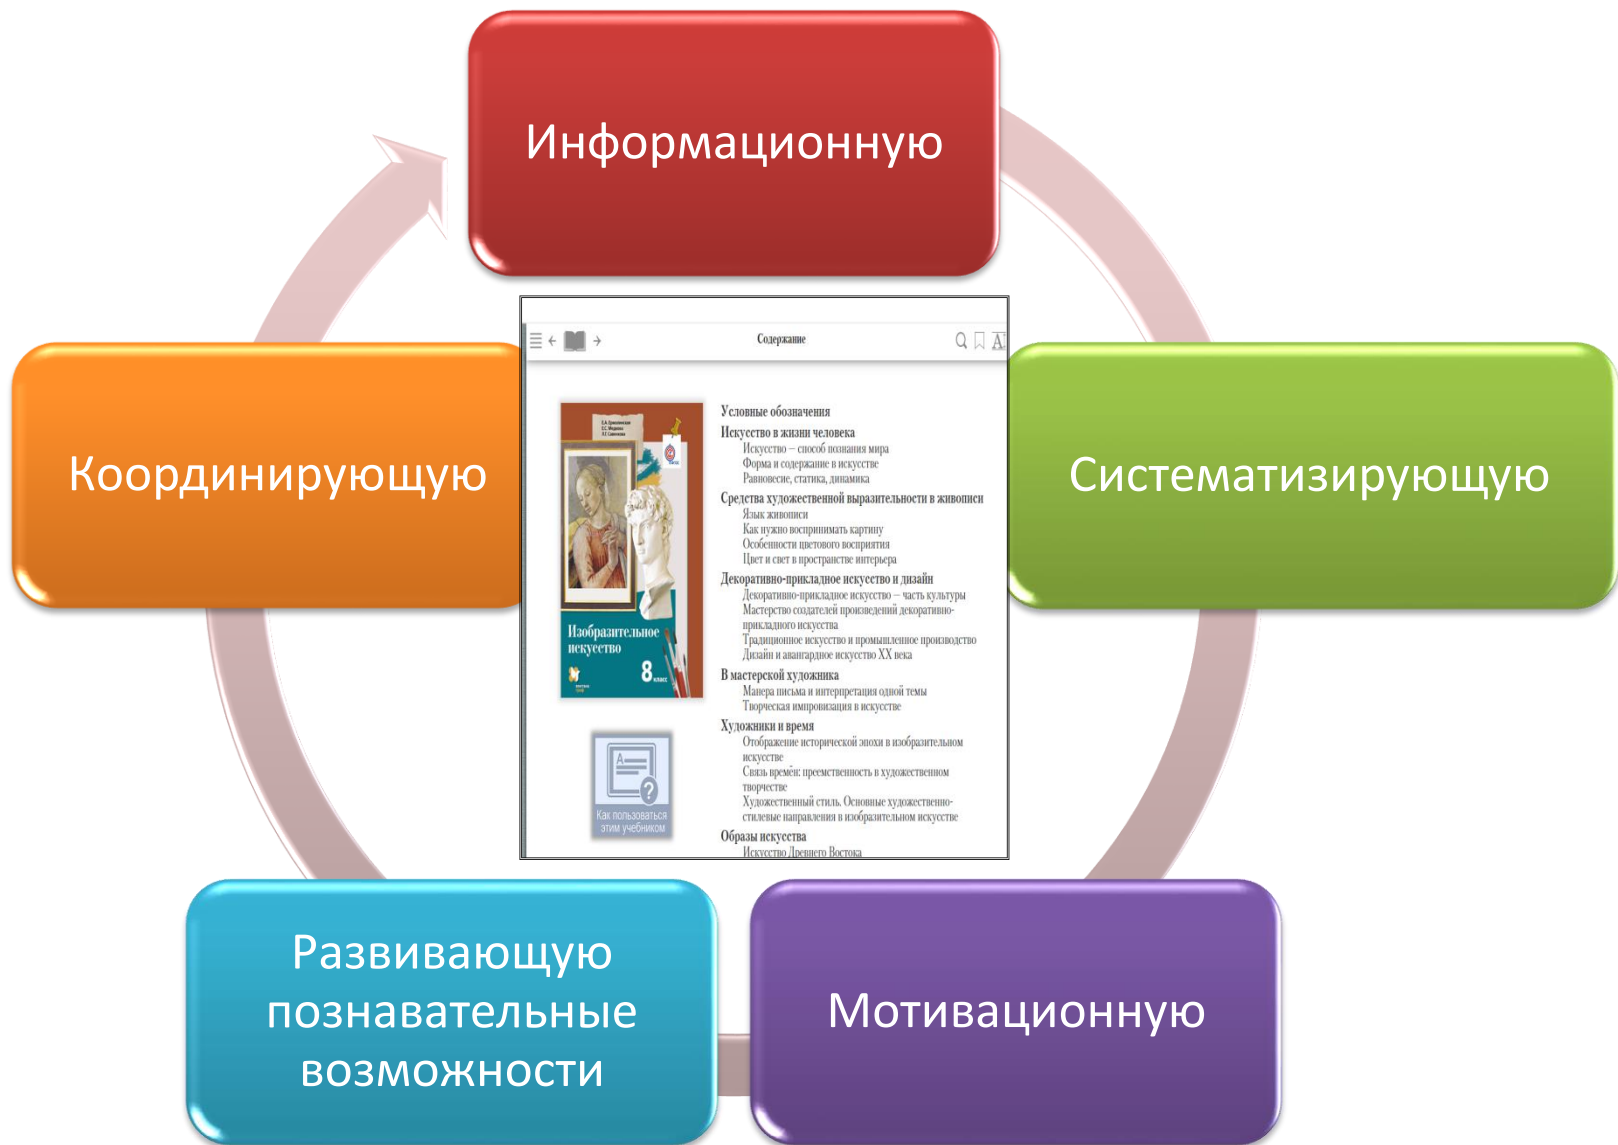 Информационную
Координирующую
Систематизирующую
Содержание
Условные обозначения
Искусство в жизни человека
Искусство – способ познания мира
Форма и содержание в искусстве
Равновесие, статика, динамика
Средства художественной выразительности в живописи
Язык живописи
Как нужно воспринимать картину
Особенности цветового восприятия
Цвет и свет в пространстве интерьера
Декоративно-прикладное искусство и дизайн
Декоративно-прикладное искусство – часть культуры
Мастерство создателей произведений декоративно-
прикладного искусства
Традиционное искусство и промышленное производство
Дизайн и авангардное искусство XX века
В мастерской художника
Манера письма и интерпретация одной темы
Творческая импровизация в искусстве
Художники и время
Отображение исторической эпохи в изобразительном
искусстве
Связь времён: преемственность в художественном
творчестве
Художественный стиль. Основные художественно-
стилевые направления в изобразительном искусстве
Образы искусства
Искусство Древнего Востока
Изобразительное
искусство
8 класс
Как пользоваться
этим учебником
Развивающую
познавательные
возможности
Мотивационную